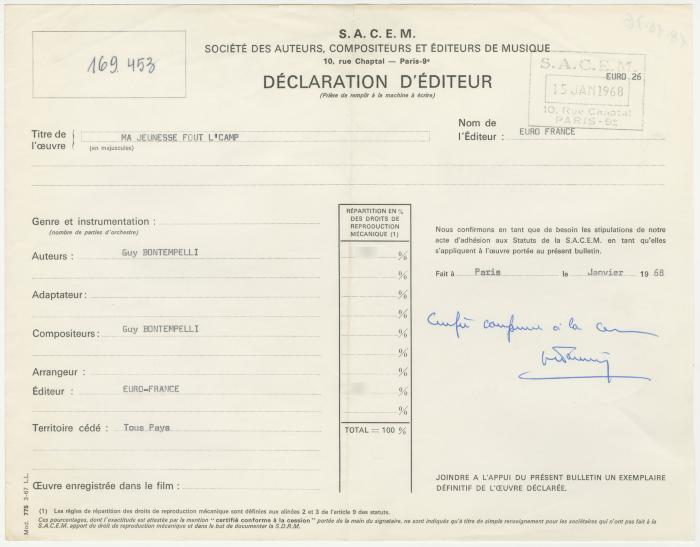 S.A.C.E.M.
SOCIÉTÉ DES AUTEURS, COMPOSITEURS ET ÉDITEURS DE MUSIQUE
10, rue Chaptal — Paris-9e
169 453
DÉCLARATION D'ÉDITEUR
(Prière de remplir à la machine à écrire)
S.A.C.E.M.
EURO 26
15 JAN 1968
10, Rue Chaptal
PARIS-9e
Titre de l'œuvre
MA JEUNESSE FOUT L'CAMP
(en majuscules)
Nom de l'Éditeur :
EURO FRANCE
RÉPARTITION EN %
DES DROITS DE
REPRODUCTION
MÉCANIQUE (1)
Genre et instrumentation :
(nombre de parties d'orchestre)
Auteurs : Guy BONTEMPELLI %
%
Adaptateur : %
%
Compositeurs : Guy BONTEMPELLI %
%
Arrangeur : %
Éditeur : EURO-FRANCE %
%
Territoire cédé : Tous Pays
TOTAL = 100 %
Œuvre enregistrée dans le film :
Nous confirmons en tant que de besoin les stipulations de notre
acte d'adhésion aux Statuts de la S.A.C.E.M. en tant qu'elles
s'appliquent à l'œuvre portée au présent bulletin.
Fait à Paris le Janvier 1968
conforme à la
JOINDRE A L'APPUI DU PRÉSENT BULLETIN UN EXEMPLAIRE
DÉFINITIF DE L'ŒUVRE DÉCLARÉE.
Mod. 775 3-67 L.L.
(1) Les règles de répartition des droits de reproduction mécanique sont définies aux alinéas 2 et 3 de l'article 9 des statuts.
Ces pourcentages, dont l'exactitude est attestée par la mention "certifié conforme à la cession" portée de la main du signataire, ne sont indiqués qu'à titre de simple renseignement pour les sociétaires qui n'ont pas fait à la
S.A.C.E.M. apport du droit de reproduction mécanique et dans le but de documenter la S.D.R.M.